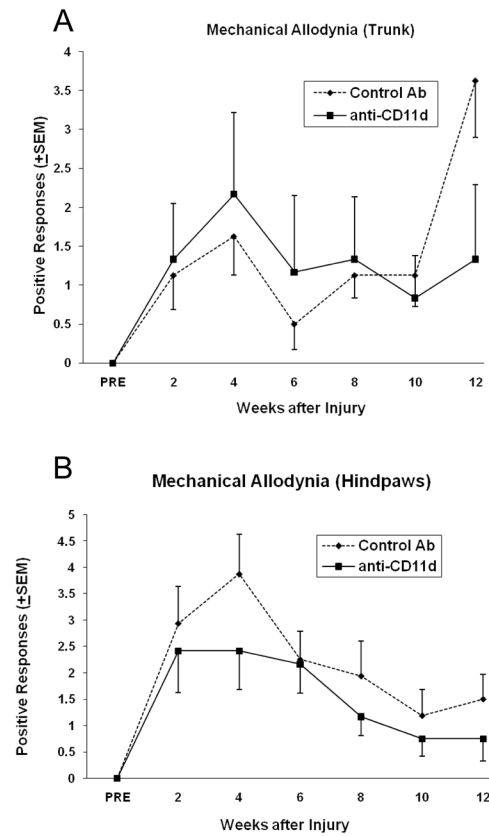 A
Mechanical Allodynia (Trunk)
Positive Responses (±SEM)
4
3.5
3
2.5
2
1.5
1
0.5
0
Control Ab
anti-CD11d
PRE 2 4 6 8 10 12
Weeks after Injury
B
Mechanical Allodynia (Hindpaws)
Positive Responses (±SEM)
5
4.5
4
3.5
3
2.5
2
1.5
1
0.5
0
Control Ab
anti-CD11d
PRE 2 4 6 8 10 12
Weeks after Injury